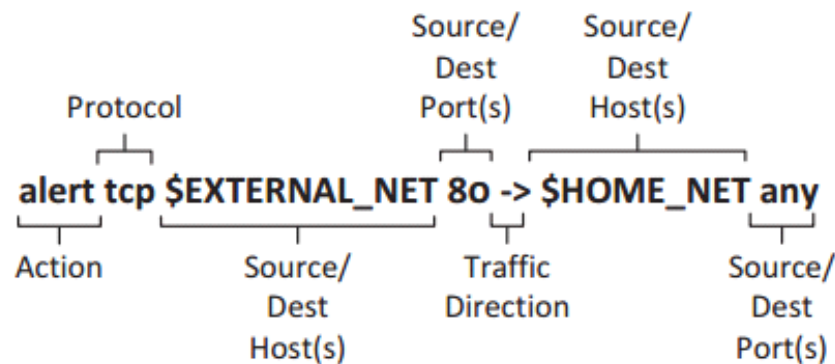 Source/
Dest
Port(s)
Source/
Dest
Host(s)
Protocol
alert tcp $EXTERNAL_NET 80 -> $HOME_NET any
Action
Source/
Dest
Host(s)
Traffic
Direction
Source/
Dest
Port(s)